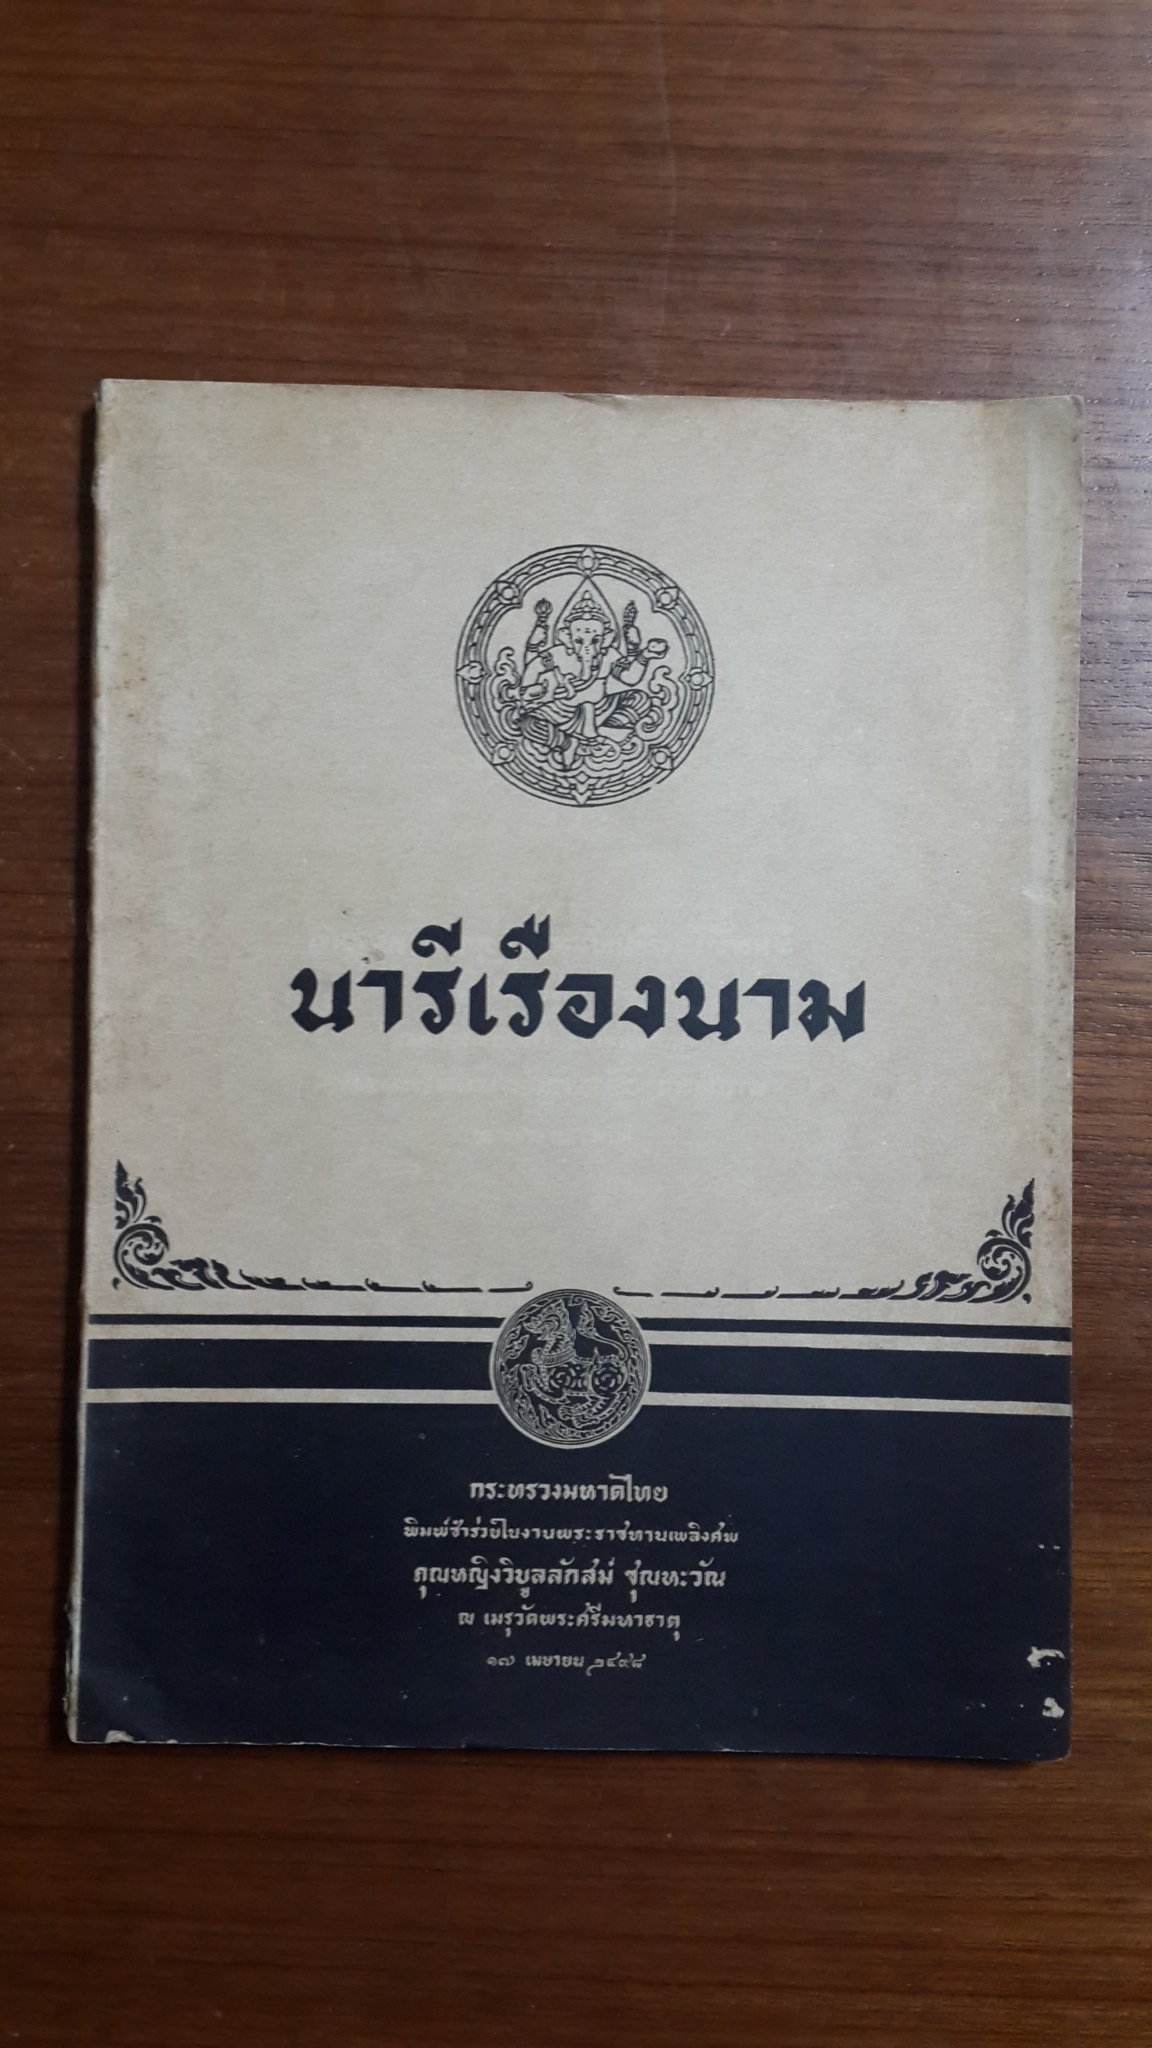 นารีเรืองนาม
กระทรวงมหาดไทย
พิมพ์ชำร่วยในงานพระราชทานเพลิงศพ
คุณหญิงวิบูลลักสม์ ชุณหะวัณ
ณ เมรุวัดพระศรีมหาธาตุ
๑๗ เมษายน ๒๔๙๘